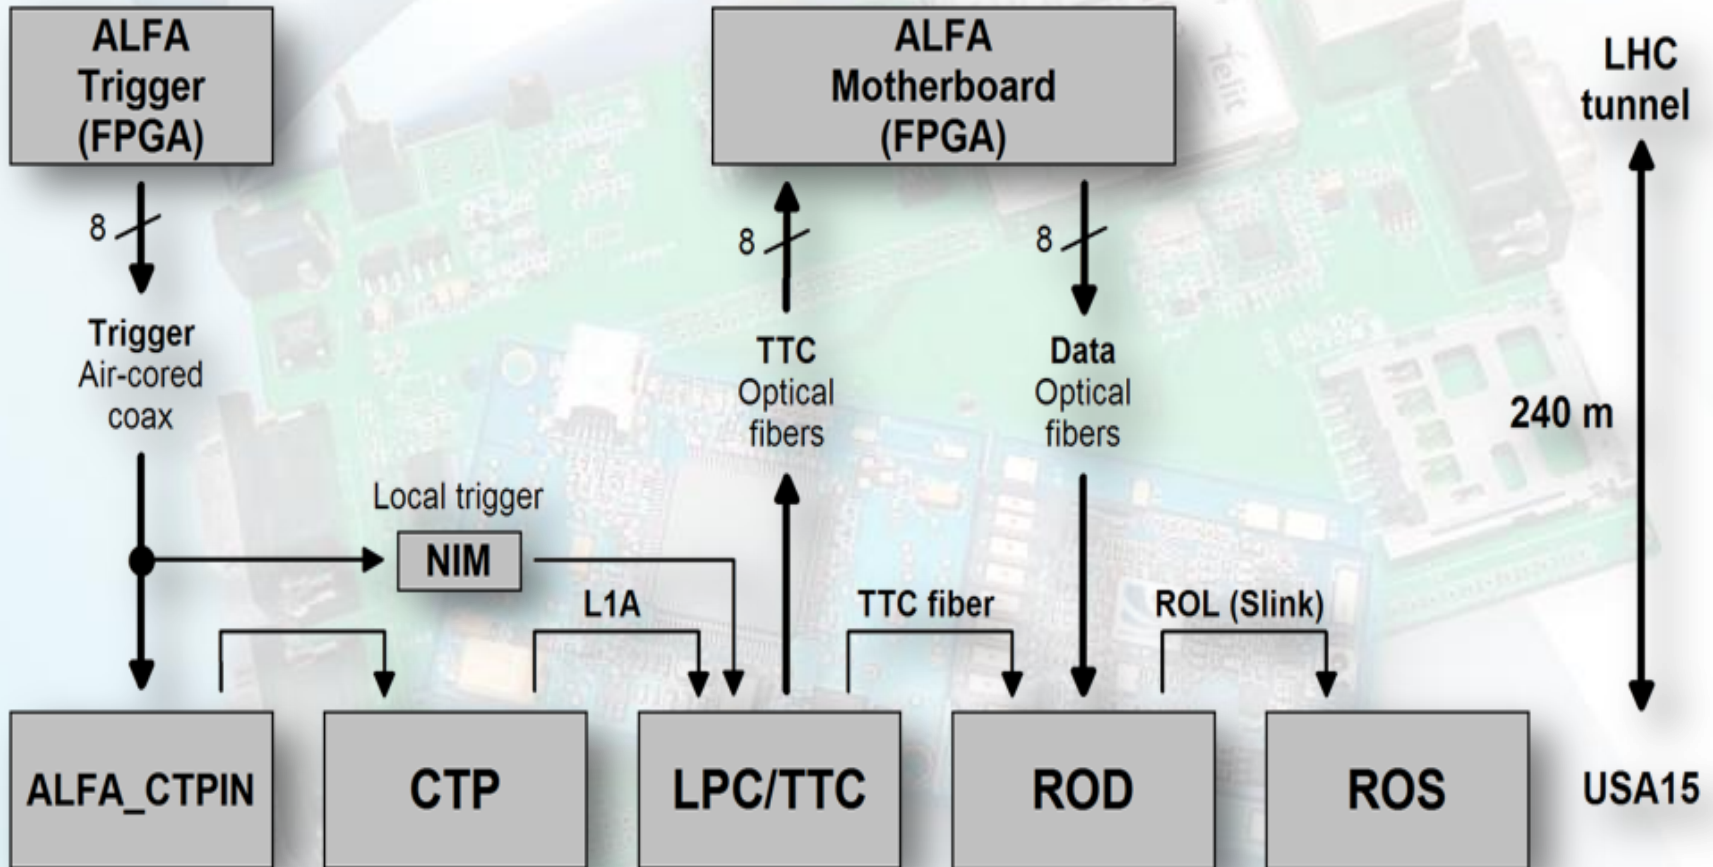 ALFA
Trigger
(FPGA)
ALFA
Motherboard
(FPGA)
Telit
LHC
tunnel
8
8
8
Trigger
Air-cored
coax
TTC
Optical
fibers
Data
Optical
fibers
240 m
Local trigger
NIM
L1A
TTC fiber
ROL (Slink)
ALFA_CTPIN
CTP
LPC/TTC
ROD
ROS
USA15